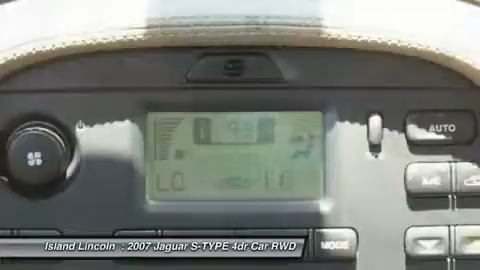 AUTO
LO
A/C
MODE
Island Lincoln : 2007 Jaguar S-TYPE 4dr Car RWD